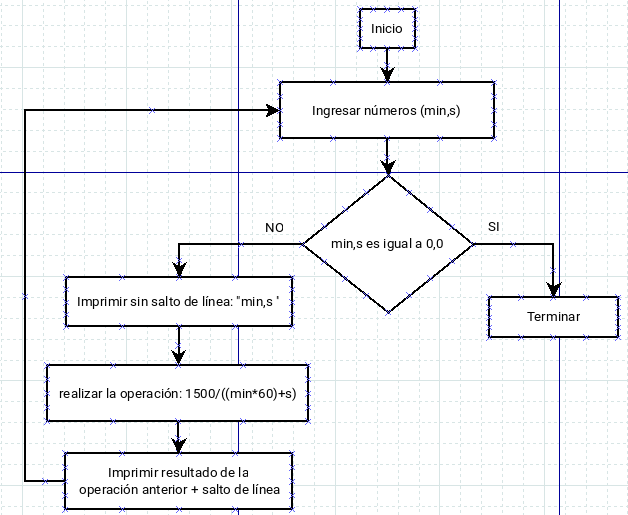 Inicio
Ingresar números (min,s)
min,s es igual a 0,0
NO
SI
Imprimir sin salto de línea: "min,s '
Terminar
realizar la operación: 1500/((min*60)+s)
Imprimir resultado de la
operación anterior + salto de línea